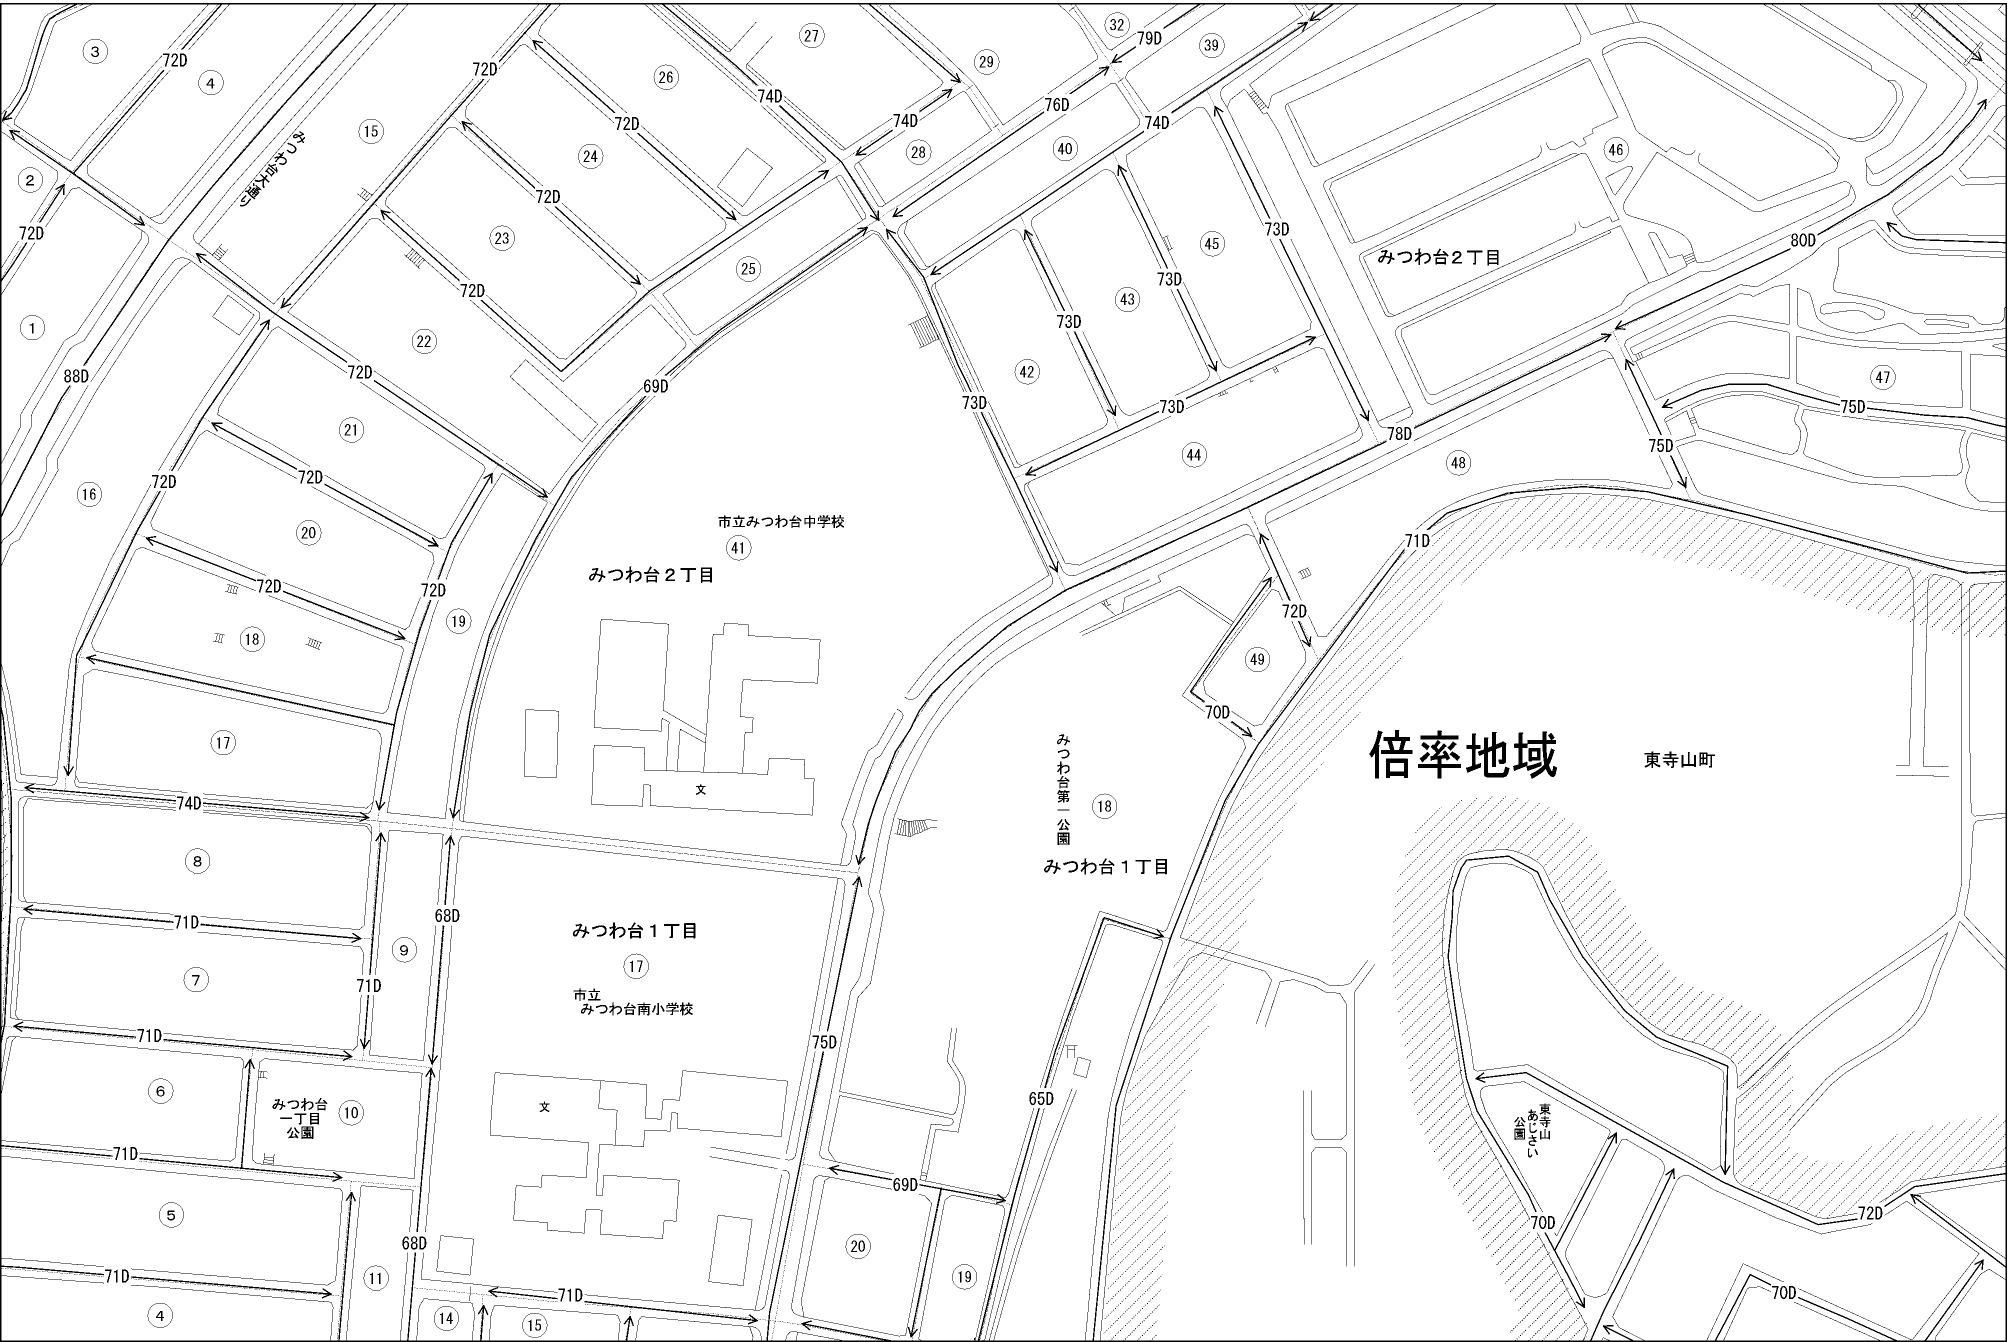 3
72D
4
27
32
79D
39
29
26
74D
72D
15
74D
28
76D
40
74D
46
みつわ台大通り
72D
24
2
72D
72D
23
25
45
73D
みつわ台２丁目
80D
72D
43
73D
1
22
73D
42
88D
72D
69D
73D
73D
47
75D
21
78D
75D
44
48
72D
72D
16
20
市立みつわ台中学校
41
71D
みつわ台２丁目
72D
72D
19
72D
18
49
70D
17
倍率地域
東寺山町
みつわ台第一公園
文
18
74D
みつわ台１丁目
8
68D
71D
みつわ台１丁目
9
17
7
71D
市立
みつわ台南小学校
71D
75D
6
みつわ台
一丁目
公園
10
文
65D
東寺山
あじさい
公園
71D
69D
5
70D
72D
68D
20
71D
11
19
71D
70D
4
14
15